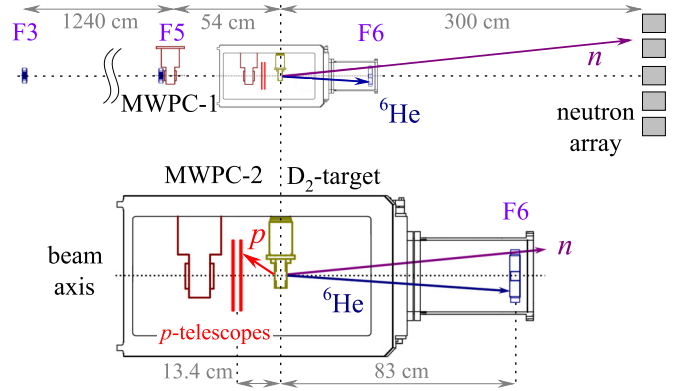 1240 cm 54 cm 300 cm
F3 F5 F6
n
MWPC-1
⁶He
neutron
array
MWPC-2 D₂-target
F6
beam
axis
p
n
⁶He
p-telescopes
13.4 cm 83 cm